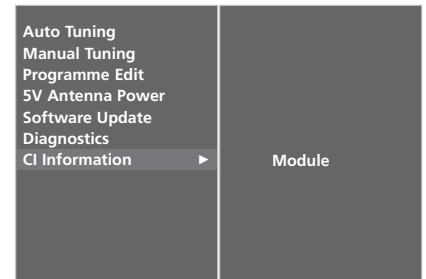 Auto Tuning
Manual Tuning
Programme Edit
5V Antenna Power
Software Update
Diagnostics
CI Information ► Module